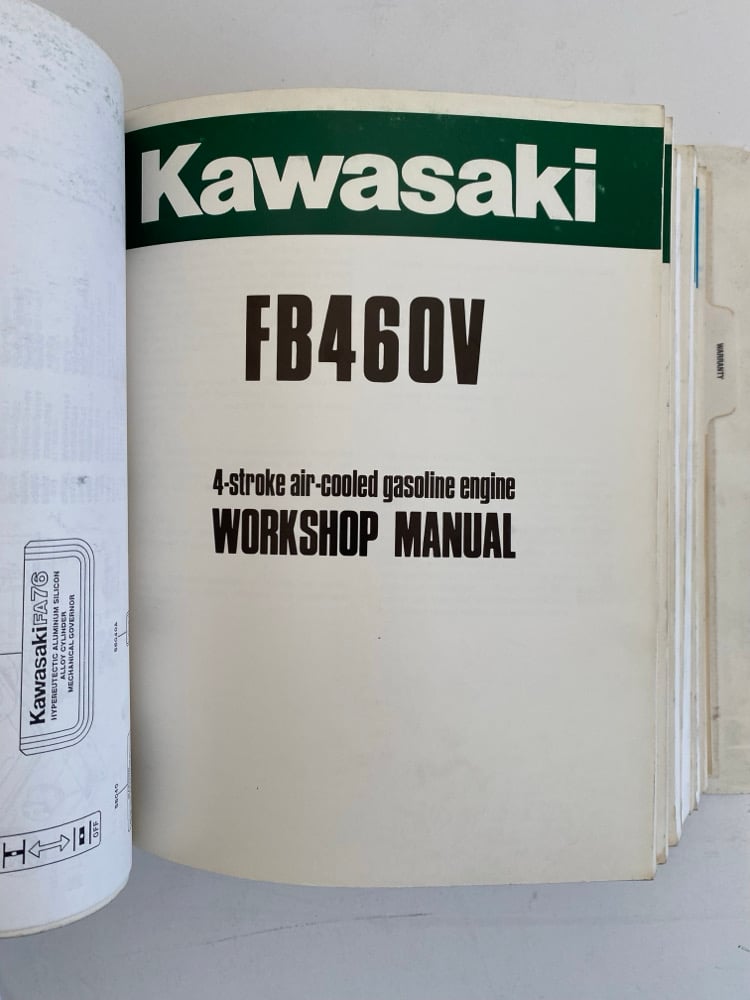 Kawasaki
FB460V
4-stroke air-cooled gasoline engine
WORKSHOP MANUAL
WARRANTY
Kawasaki FA76
HYPEREUTECTIC ALUMINUM SILICON
ALLOY CYLINDER
MECHANICAL GOVERNOR
OFF